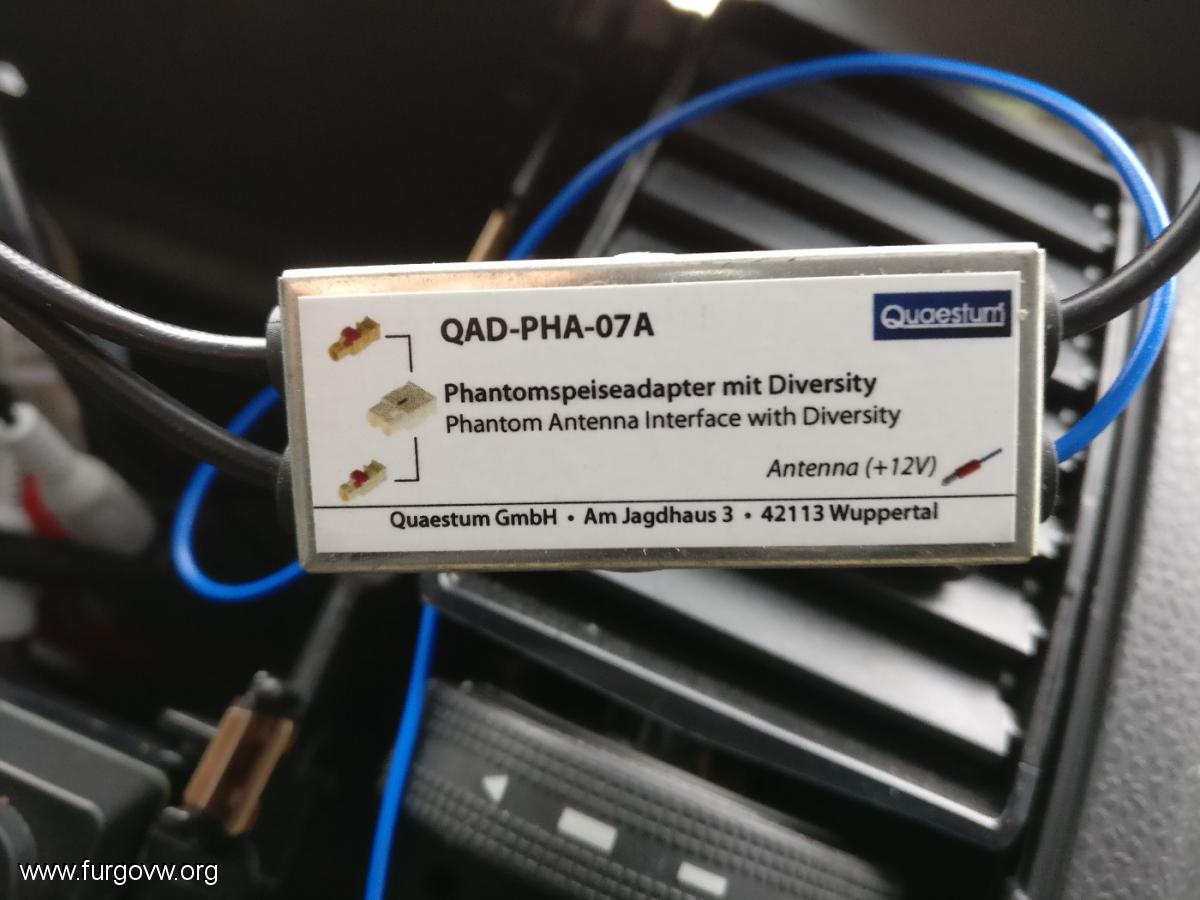 QAD-PHA-07A
Quaestum
Phantomspeiseadapter mit Diversity
Phantom Antenna Interface with Diversity
Antenna (+12V)
Quaestum GmbH • Am Jagdhaus 3 • 42113 Wuppertal
www.furgovw.org